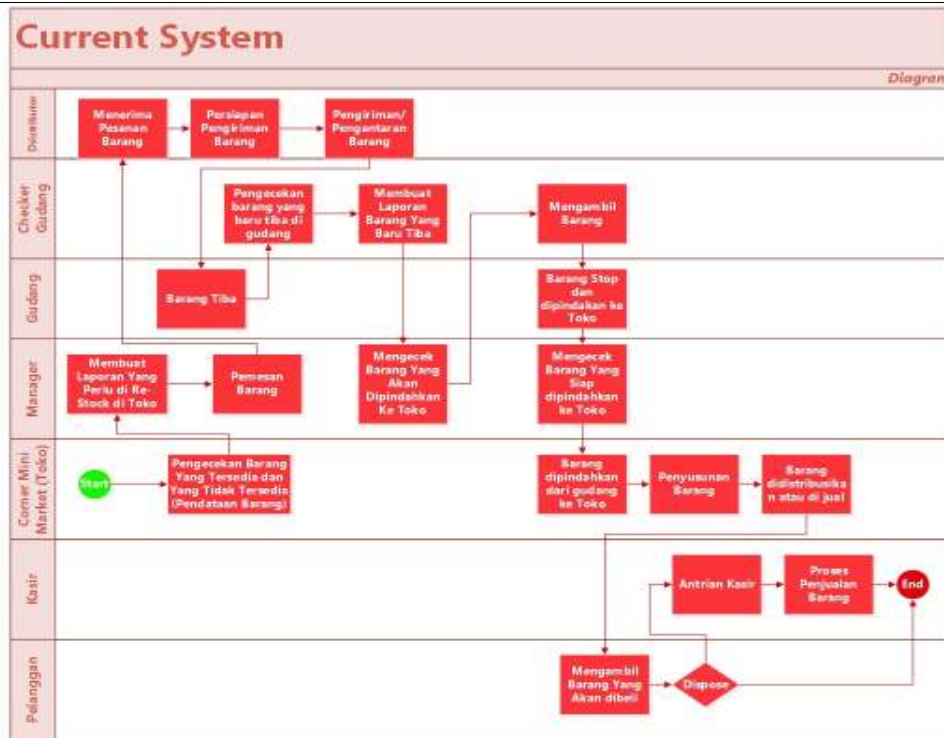 Current System
Diagram
Distributor
Menerima
Pesanan
Barang
Persiapan
Pengiriman
Barang
Pengiriman/
Pengantaran
Barang
Checker
Gudang
Pengecekan
barang yang
baru tiba di
gudang
Membuat
Laporan
Barang Yang
Baru Tiba
Mengambil
Barang
Gudang
Barang Tiba
Barang Stop
dan
dipindakan ke
Toko
Manager
Membuat
Laporan Yang
Perlu di Re-
Stock di Toko
Pemesan
Barang
Mengecek
Barang Yang
Akan
Dipindahkan
Ke Toko
Mengecek
Barang Yang
Siap
dipindahkan
ke Toko
Corner Mini
Market (Toko)
Start
Pengecekan Barang
Yang Tersedia dan
Yang Tidak Tersedia
(Pendataan Barang)
Barang
dipindahkan
dari gudang
ke Toko
Penyusunan
Barang
Barang
didistribusika
n atau di jual
Kasir
Antrian Kasir
Proses
Penjualan
Barang
End
Pelanggan
Mengambil
Barang Yang
Akan dibeli
Dispose